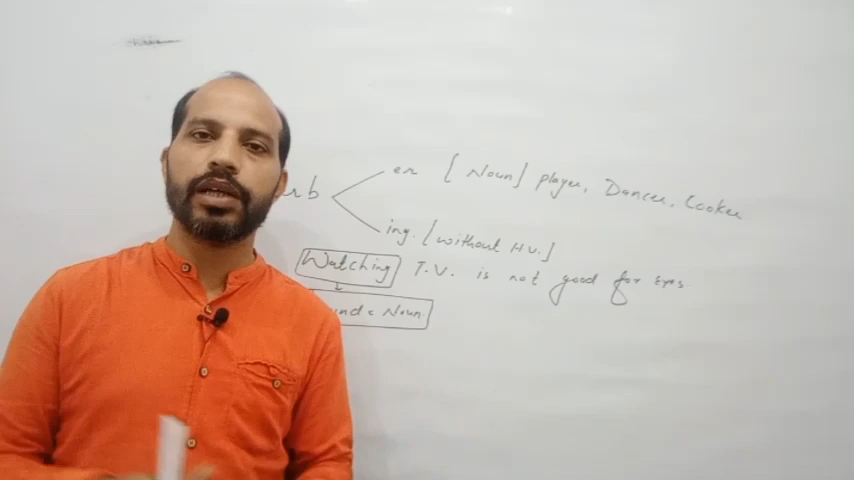 rb
er [Noun] player, Dancer, Cooker
ing. [without H.V.]
Watching T.V. is not good for Eyes.
und = Noun.